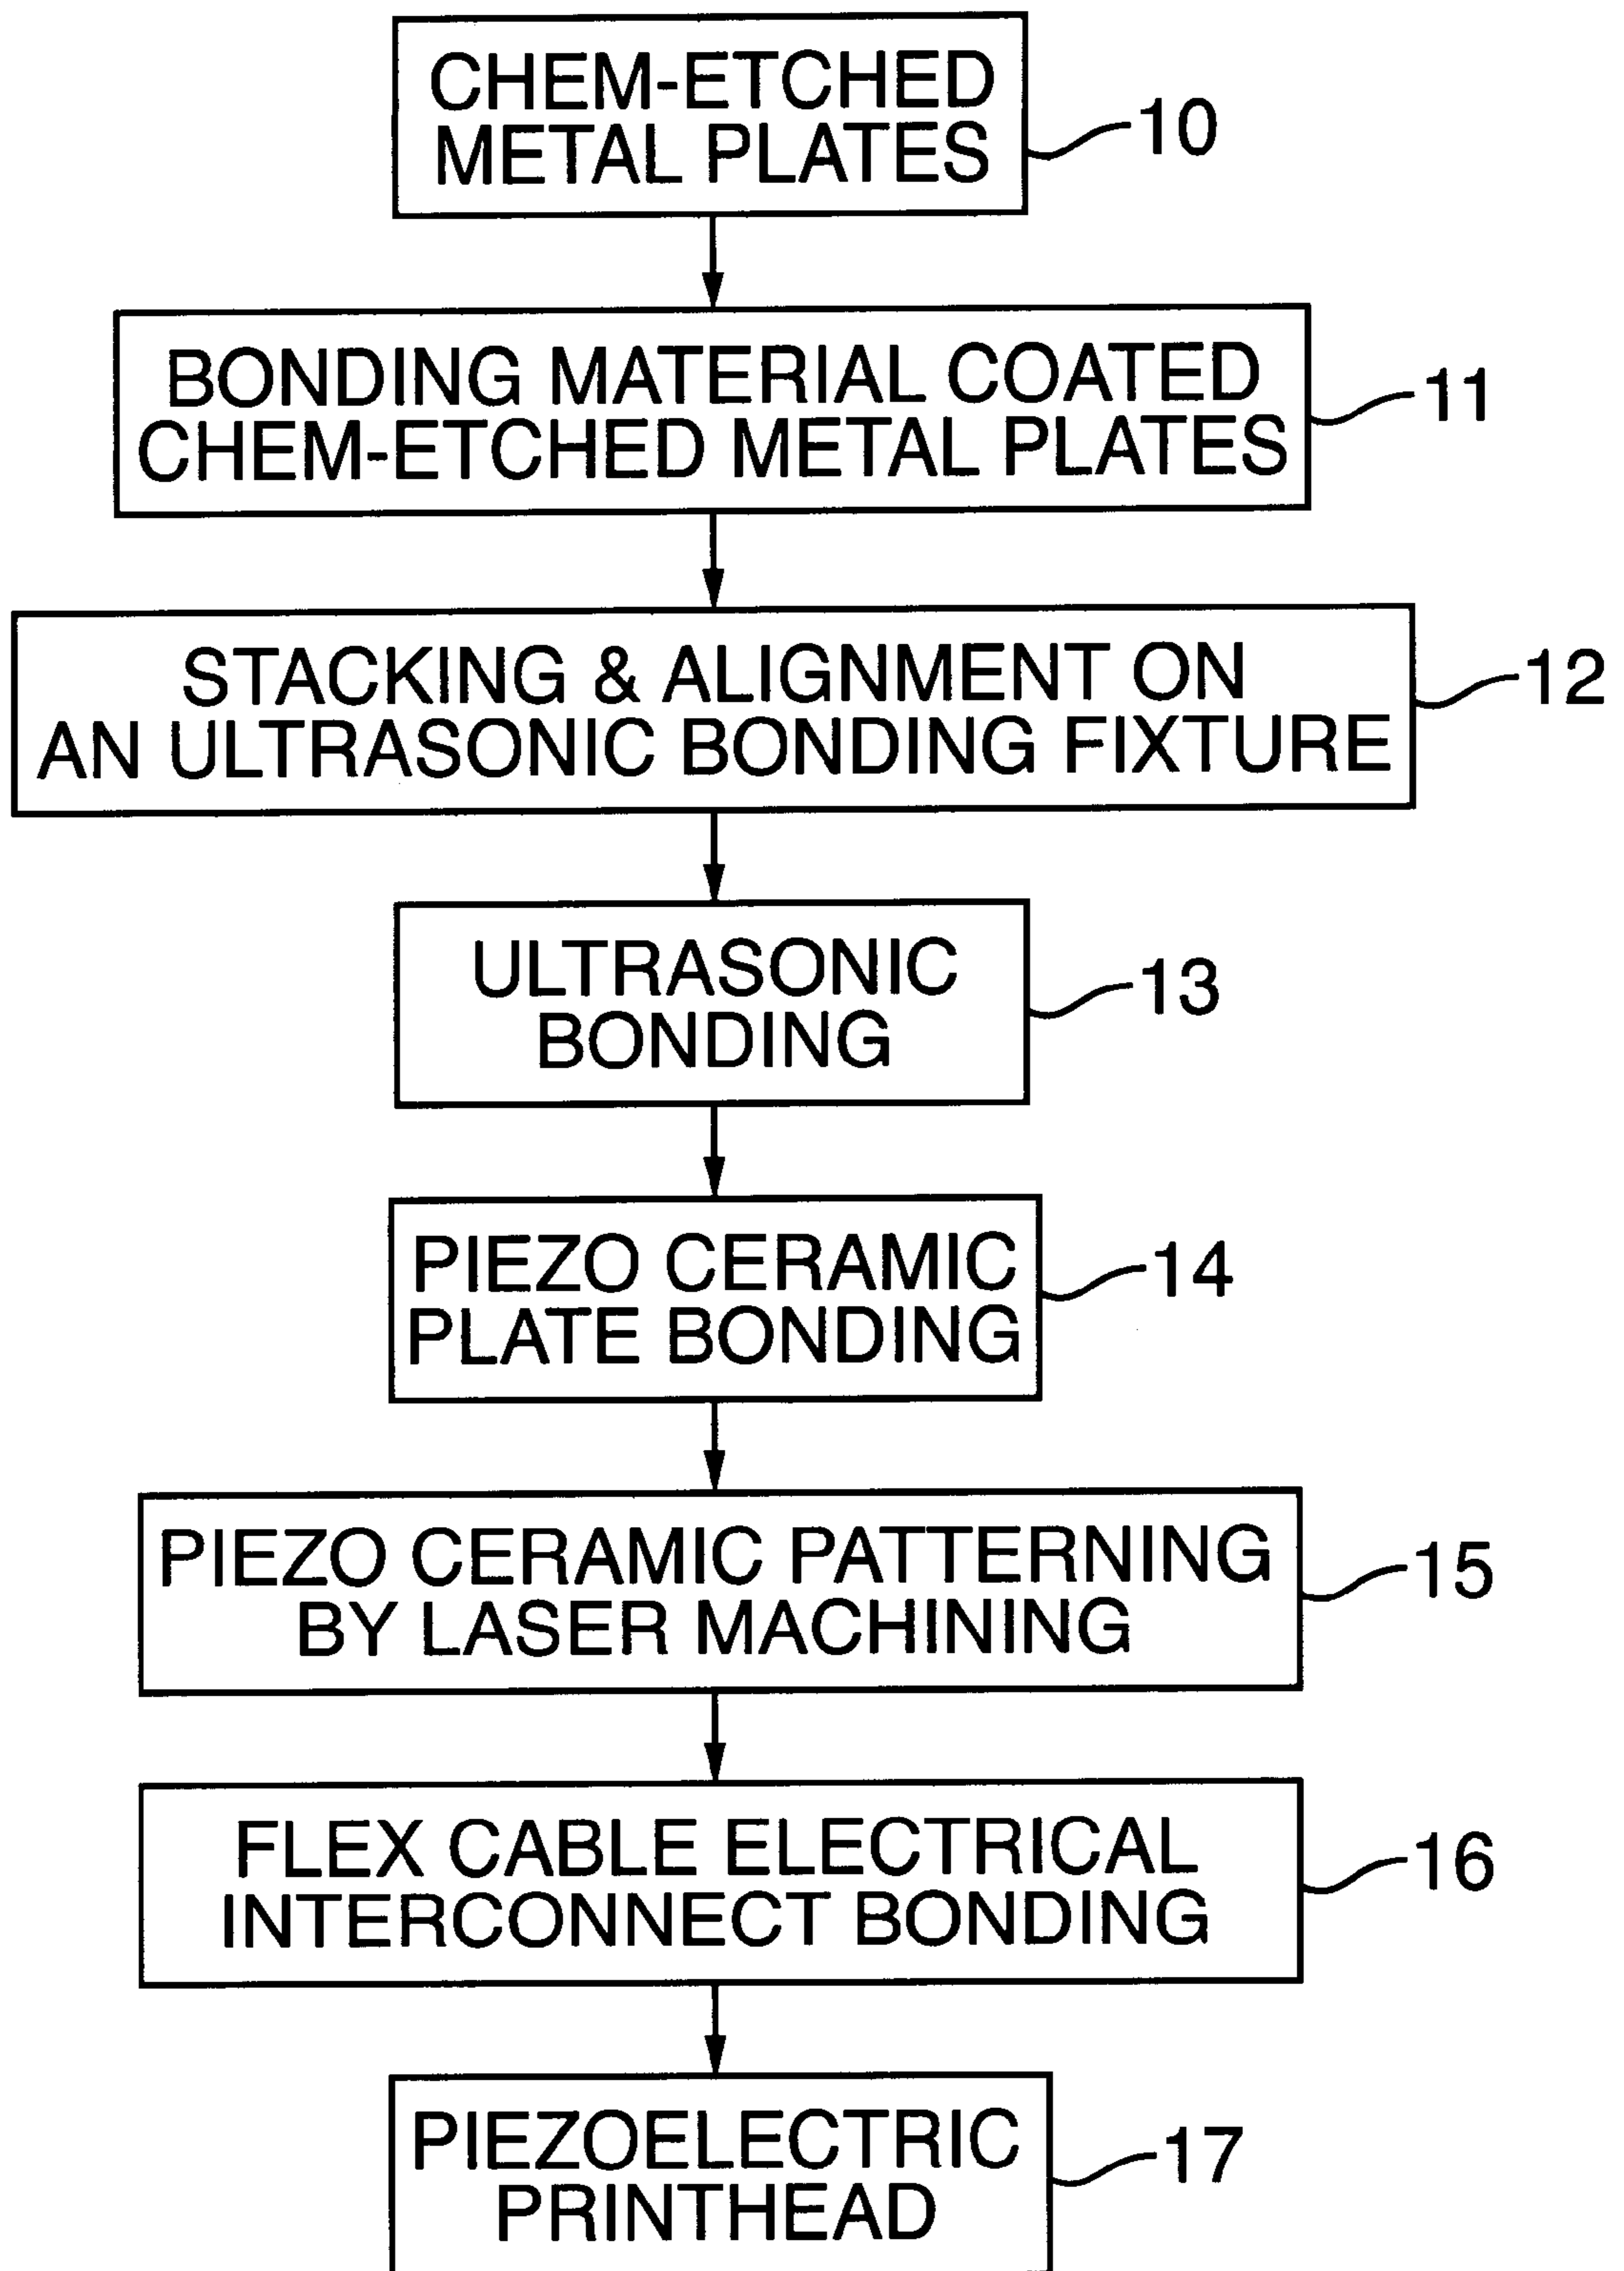 CHEM-ETCHED
METAL PLATES
10
BONDING MATERIAL COATED
CHEM-ETCHED METAL PLATES
11
STACKING & ALIGNMENT ON
AN ULTRASONIC BONDING FIXTURE
12
ULTRASONIC
BONDING
13
PIEZO CERAMIC
PLATE BONDING
14
PIEZO CERAMIC PATTERNING
BY LASER MACHINING
15
FLEX CABLE ELECTRICAL
INTERCONNECT BONDING
16
PIEZOELECTRIC
PRINTHEAD
17